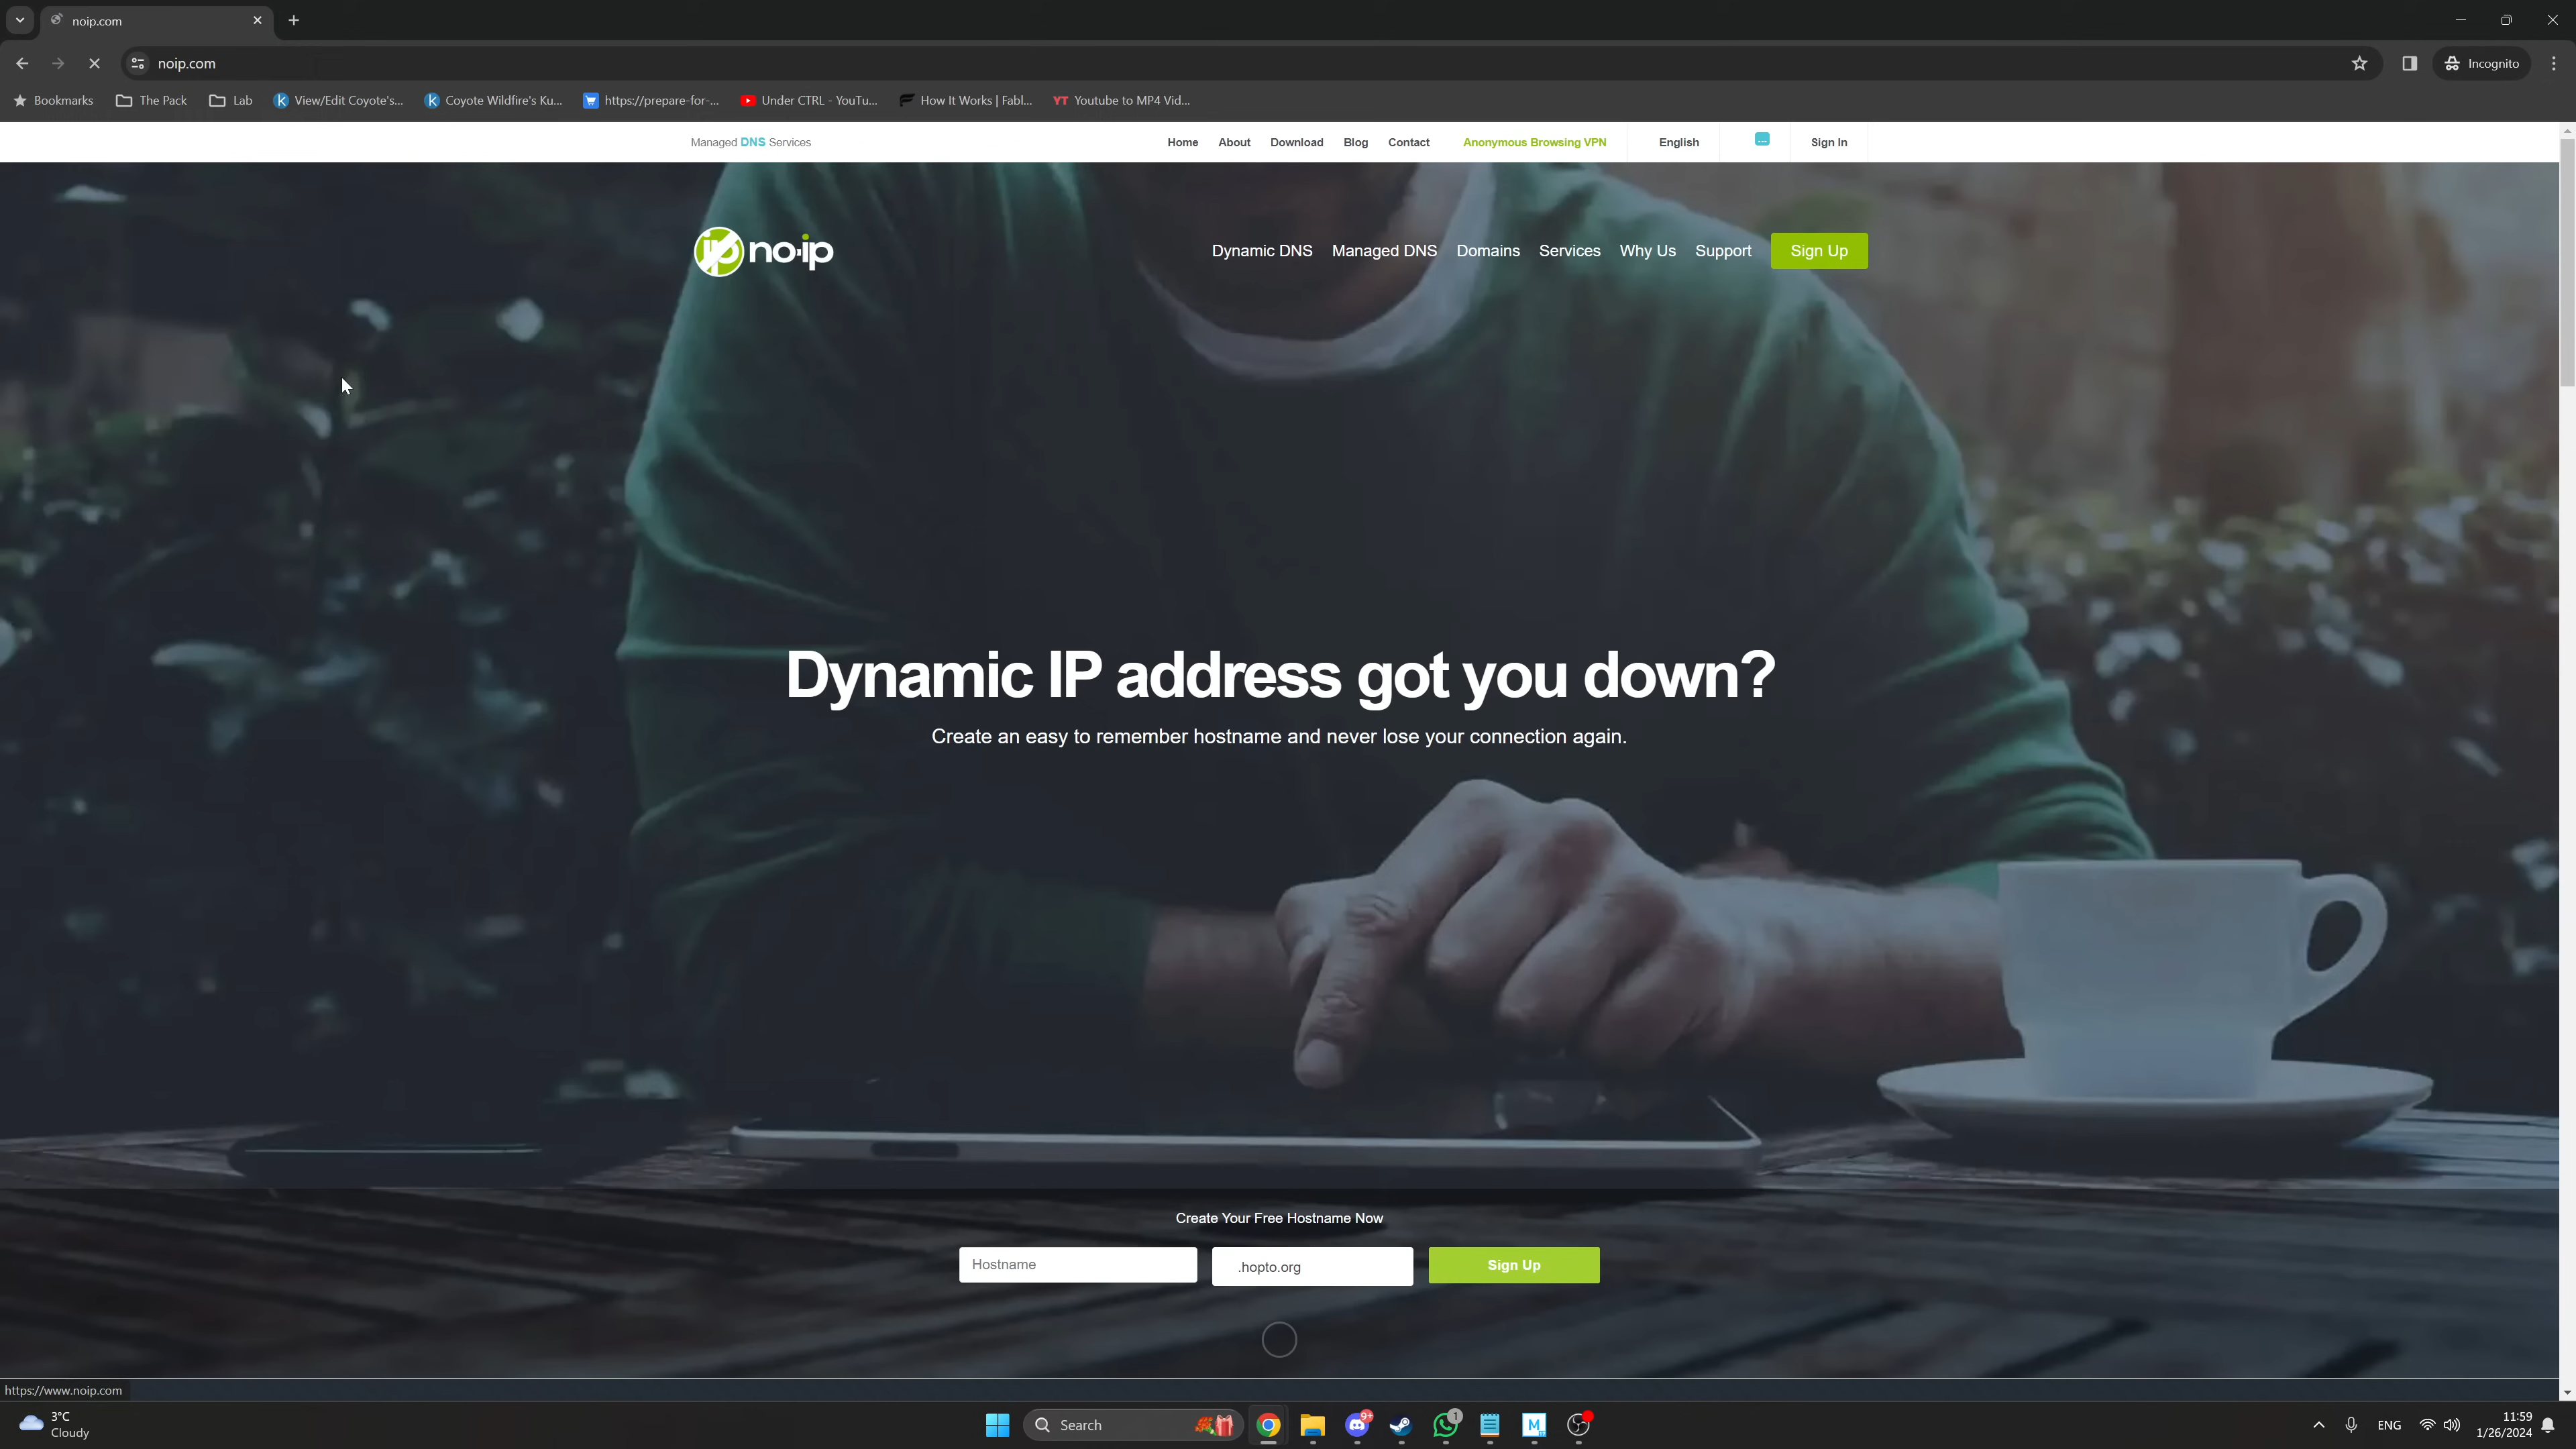 noip.com
noip.com
Incognito
Bookmarks The Pack Lab View/Edit Coyote's... Coyote Wildfire's Ku... https://prepare-for-... Under CTRL - YouTu... How It Works | Fabl... YT Youtube to MP4 Vid...
Managed DNS Services Home About Download Blog Contact Anonymous Browsing VPN English Sign In
ip no·ip Dynamic DNS Managed DNS Domains Services Why Us Support Sign Up
Dynamic IP address got you down?
Create an easy to remember hostname and never lose your connection again.
Create Your Free Hostname Now
Hostname .hopto.org Sign Up
https://www.noip.com
3°C
Cloudy
Search
9+
1
M
ENG
11:59
1/26/2024